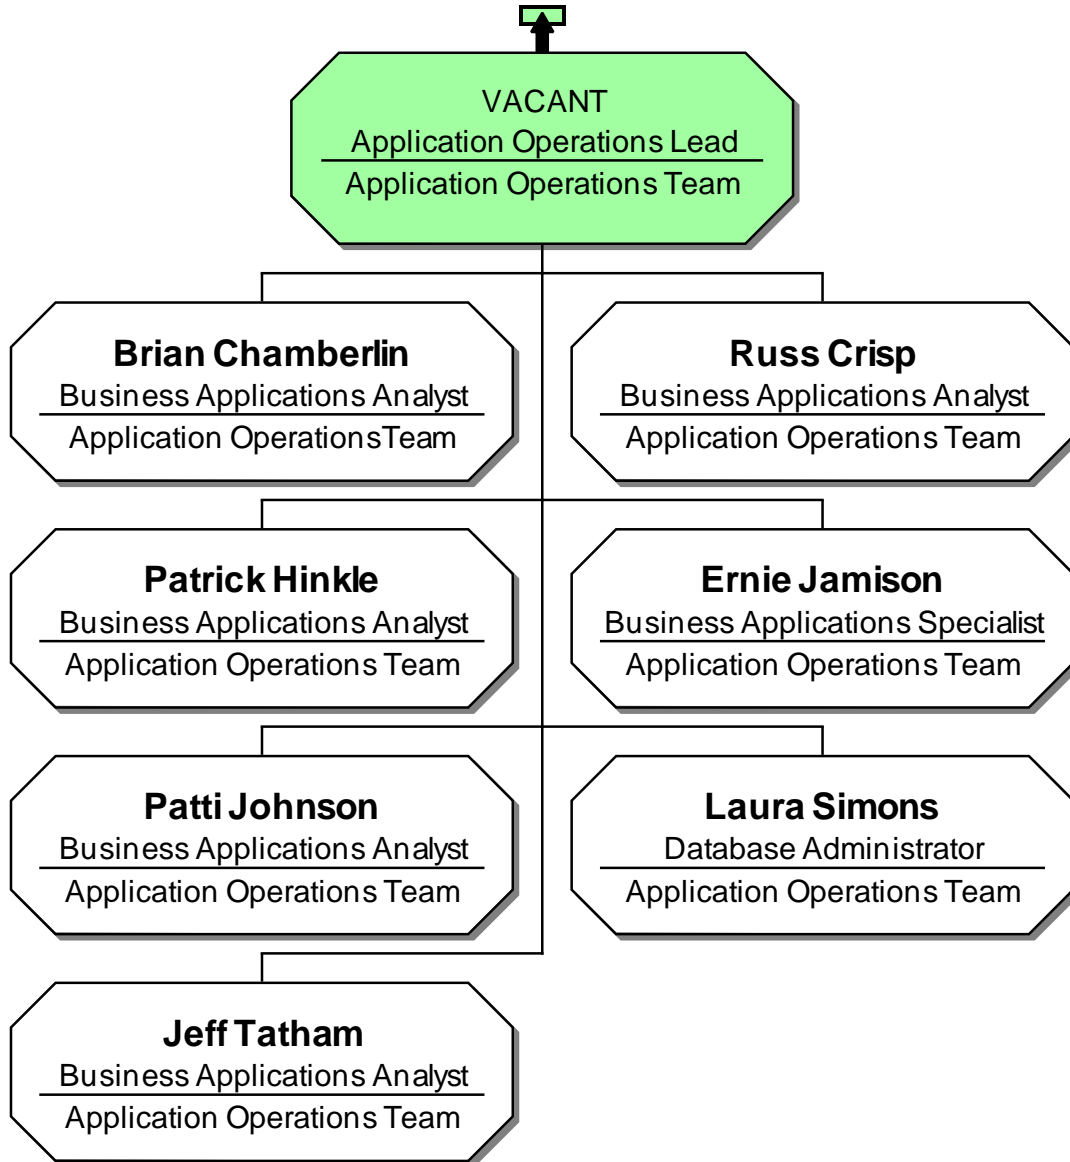 VACANT
Application Operations Lead
Application Operations Team
Brian Chamberlin
Business Applications Analyst
Application Operations Team
Russ Crisp
Business Applications Analyst
Application Operations Team
Patrick Hinkle
Business Applications Analyst
Application Operations Team
Ernie Jamison
Business Applications Specialist
Application Operations Team
Patti Johnson
Business Applications Analyst
Application Operations Team
Laura Simons
Database Administrator
Application Operations Team
Jeff Tatham
Business Applications Analyst
Application Operations Team